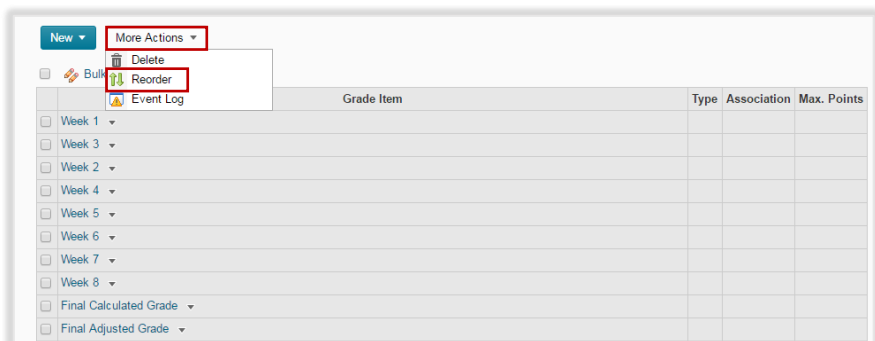 New More Actions
Delete
Bulk
Reorder
Event Log
Grade Item Type Association Max. Points
Week 1
Week 3
Week 2
Week 4
Week 5
Week 6
Week 7
Week 8
Final Calculated Grade
Final Adjusted Grade